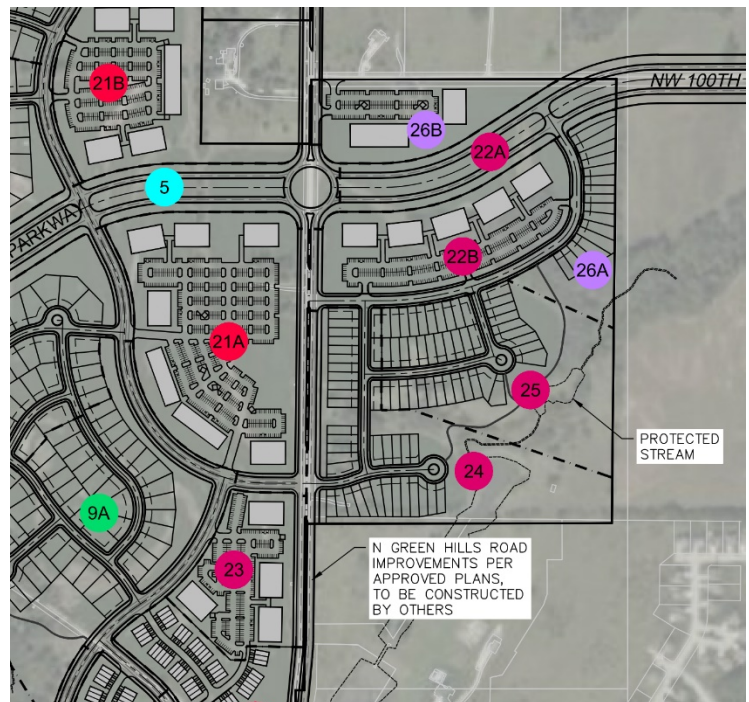 21B
NW 100TH
26B
22A
5
PARKWAY
22B
26A
21A
25
PROTECTED
STREAM
24
9A
23
N GREEN HILLS ROAD
IMPROVEMENTS PER
APPROVED PLANS,
TO BE CONSTRUCTED
BY OTHERS